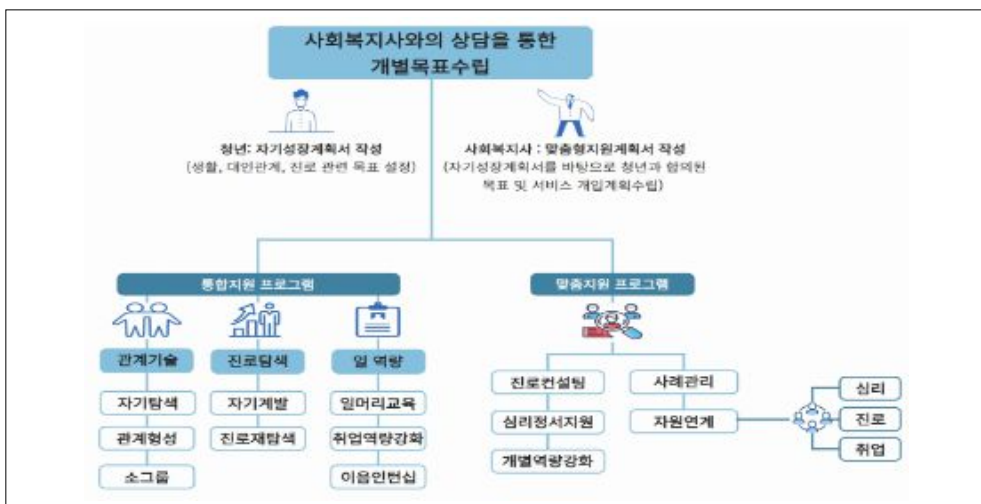 사회복지사와의 상담을 통한
개별목표수립
청년: 자기성장계획서 작성
(생활, 대인관계, 진로 관련 목표 설정)
사회복지사 : 맞춤형지원계획서 작성
(자기성장계획서를 바탕으로 청년과 협의된
목표 및 서비스 개입계획수립)
통합지원 프로그램
맞춤지원 프로그램
관계기술
진로탐색
일 역량
자기탐색
자기계발
일머리교육
관계형성
진로재탐색
취업역량강화
소그룹
이음인턴십
진로컨설팅
사례관리
심리정서지원
자원연계
개별역량강화
심리
진로
취업